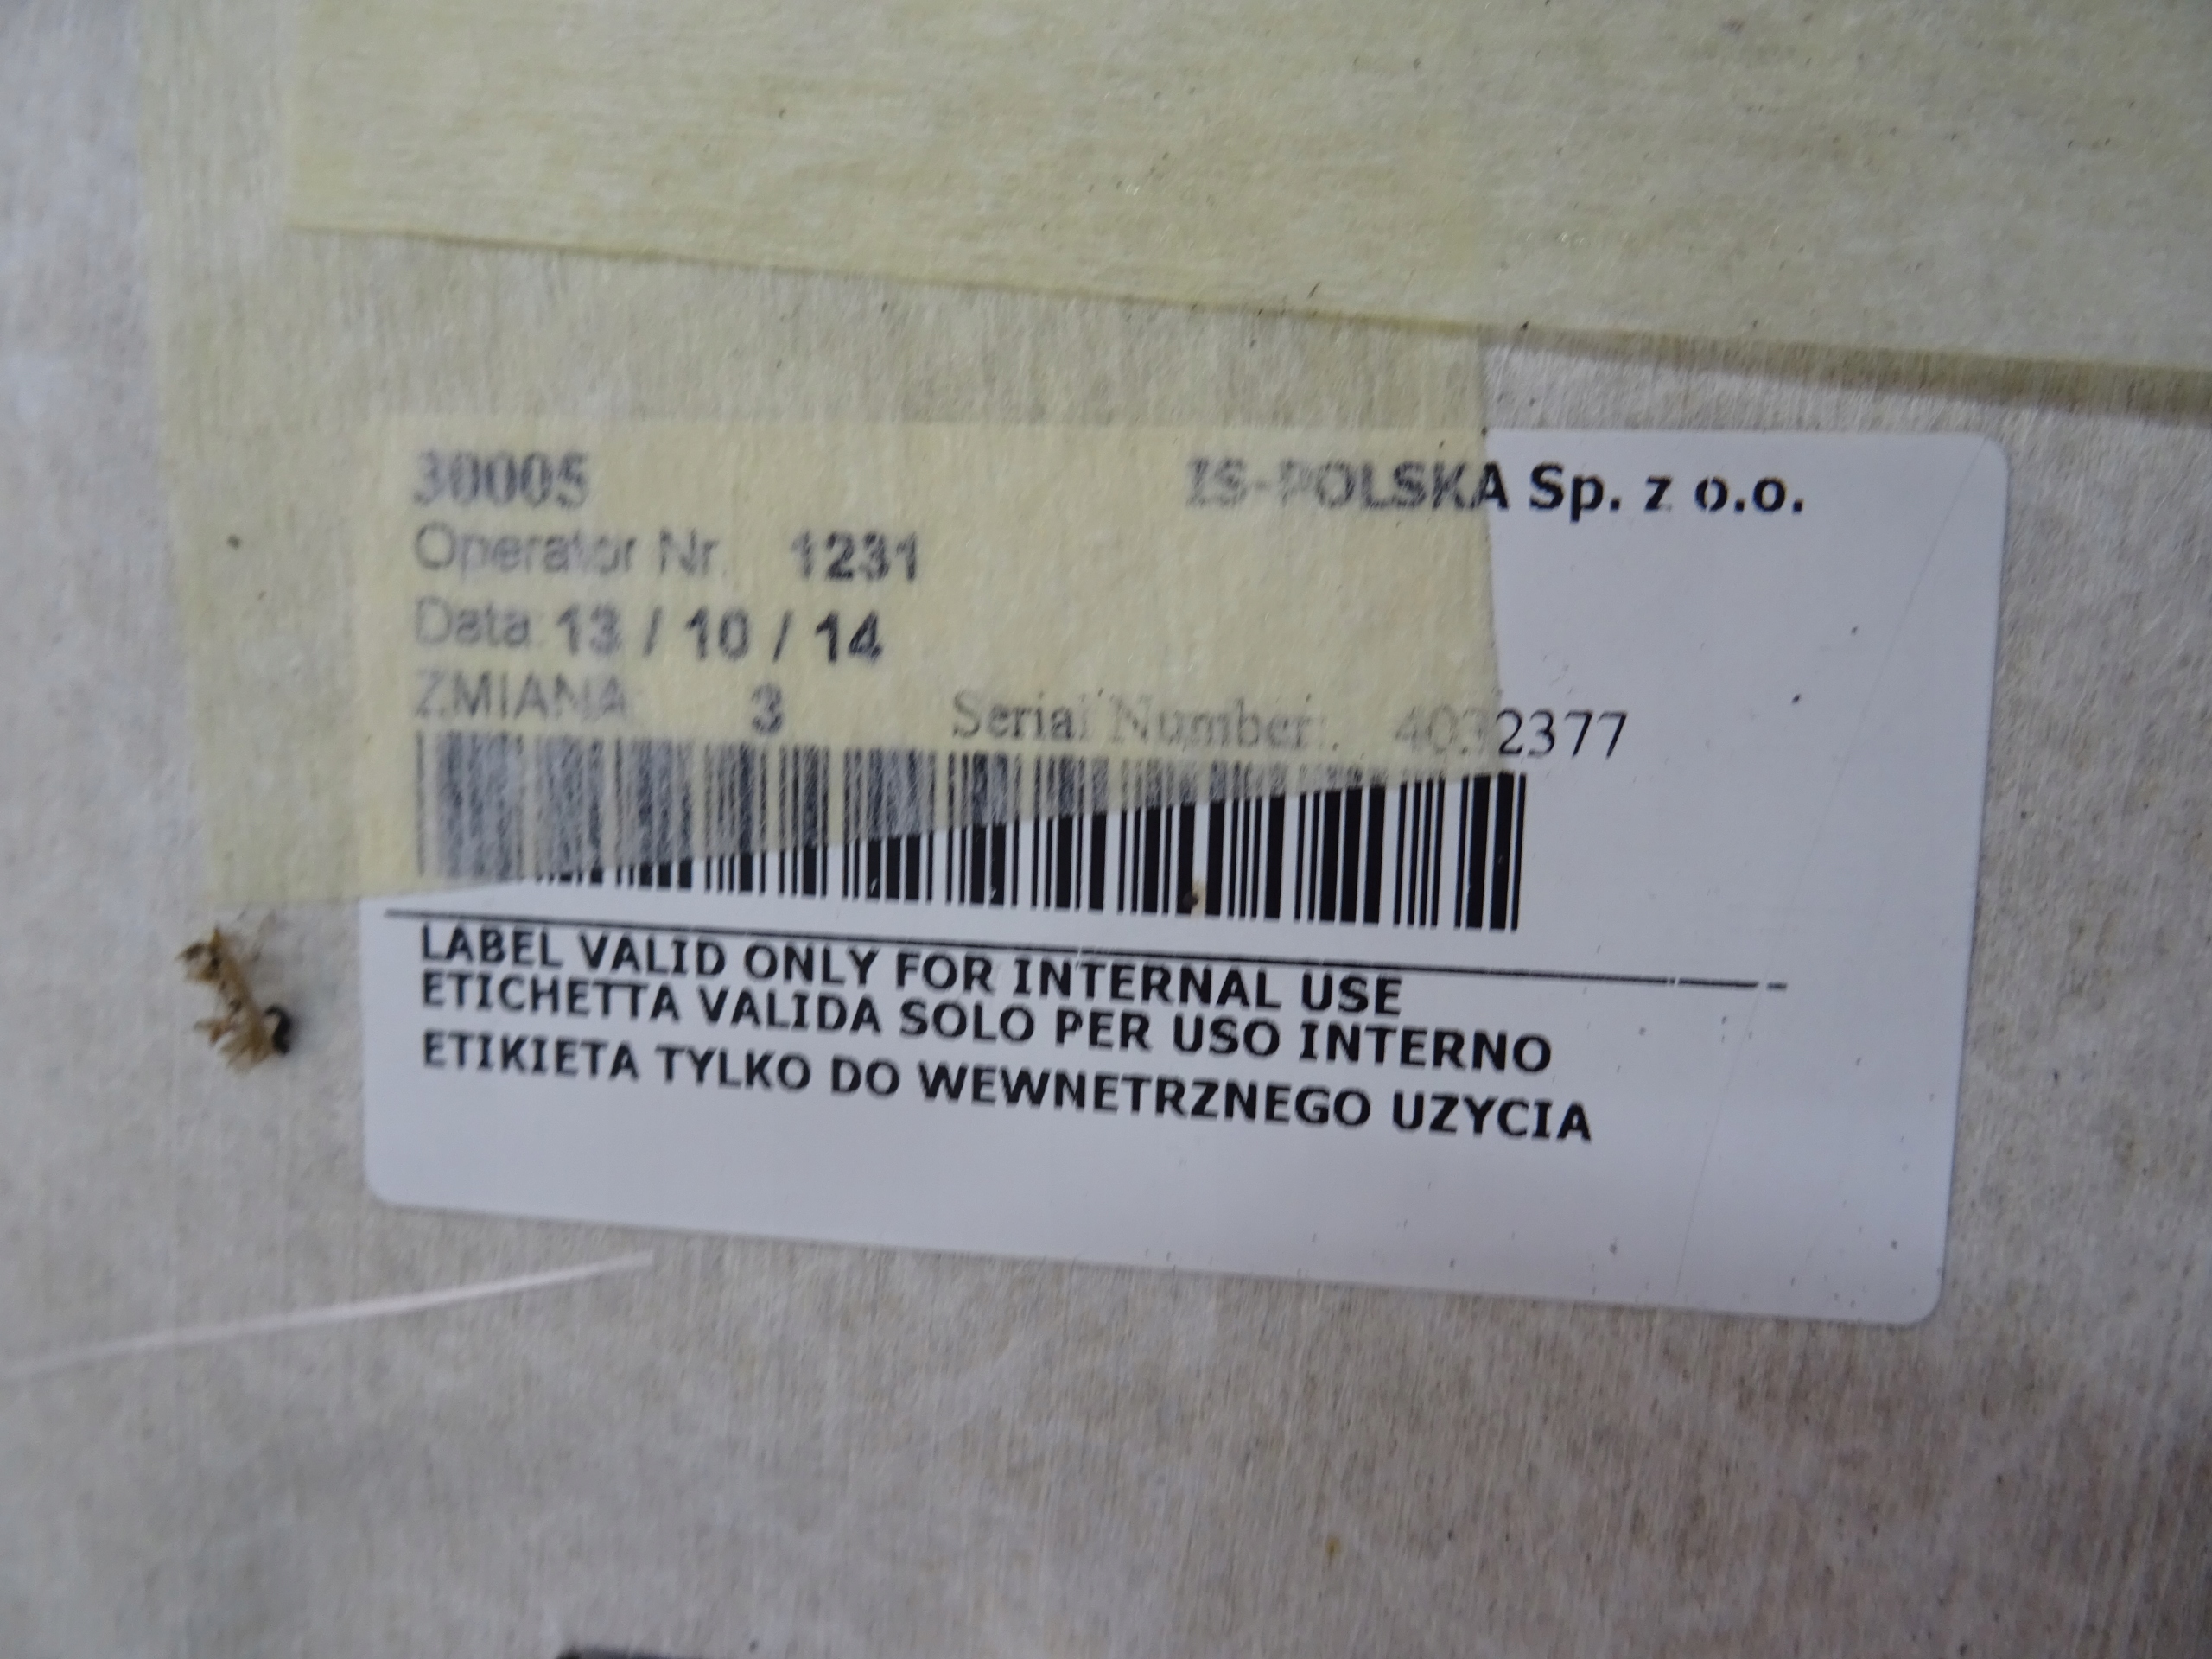 30005 IS-POLSKA Sp. z o.o.
Operator Nr. 1231
Data: 13 / 10 / 14
ZMIANA: 3 Serial Number: 4032377
LABEL VALID ONLY FOR INTERNAL USE
ETICHETTA VALIDA SOLO PER USO INTERNO
ETIKIETA TYLKO DO WEWNETRZNEGO UZYCIA